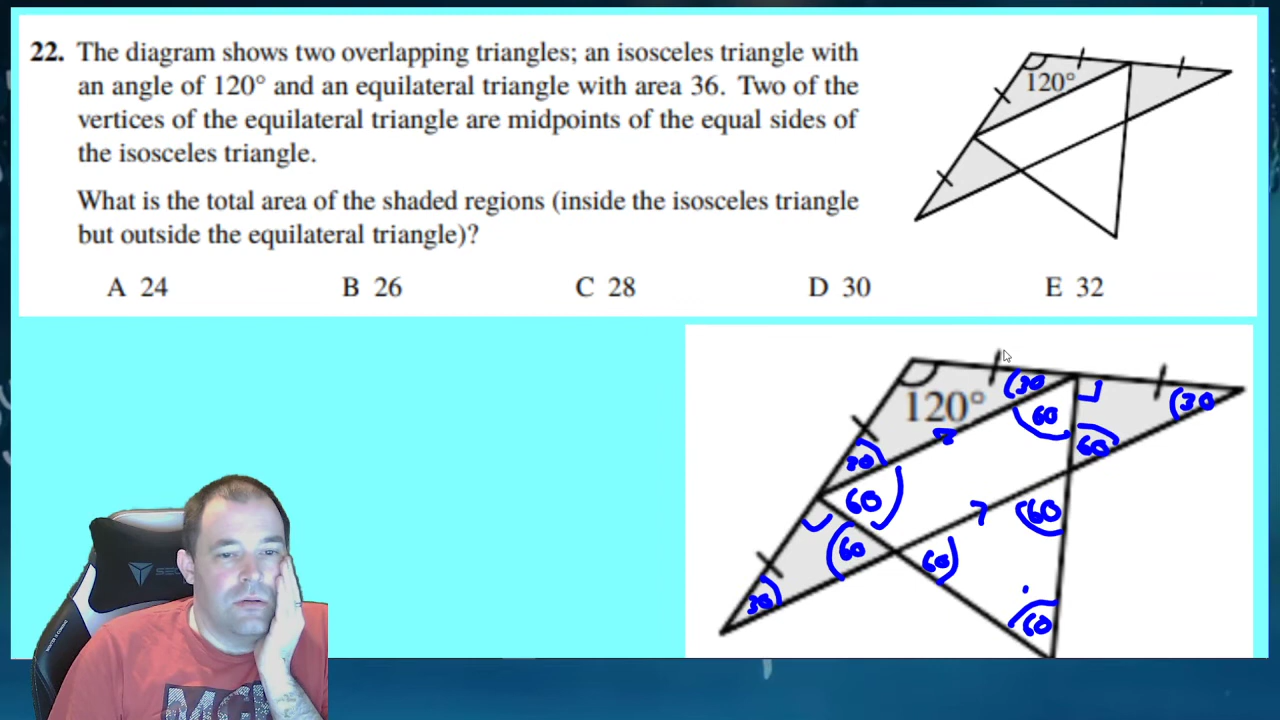 22. The diagram shows two overlapping triangles; an isosceles triangle with
an angle of 120° and an equilateral triangle with area 36. Two of the
vertices of the equilateral triangle are midpoints of the equal sides of
the isosceles triangle.
What is the total area of the shaded regions (inside the isosceles triangle
but outside the equilateral triangle)?
A 24 B 26 C 28 D 30 E 32
120°
120°
30
60
30
60
30
60
60
60
60
30
60